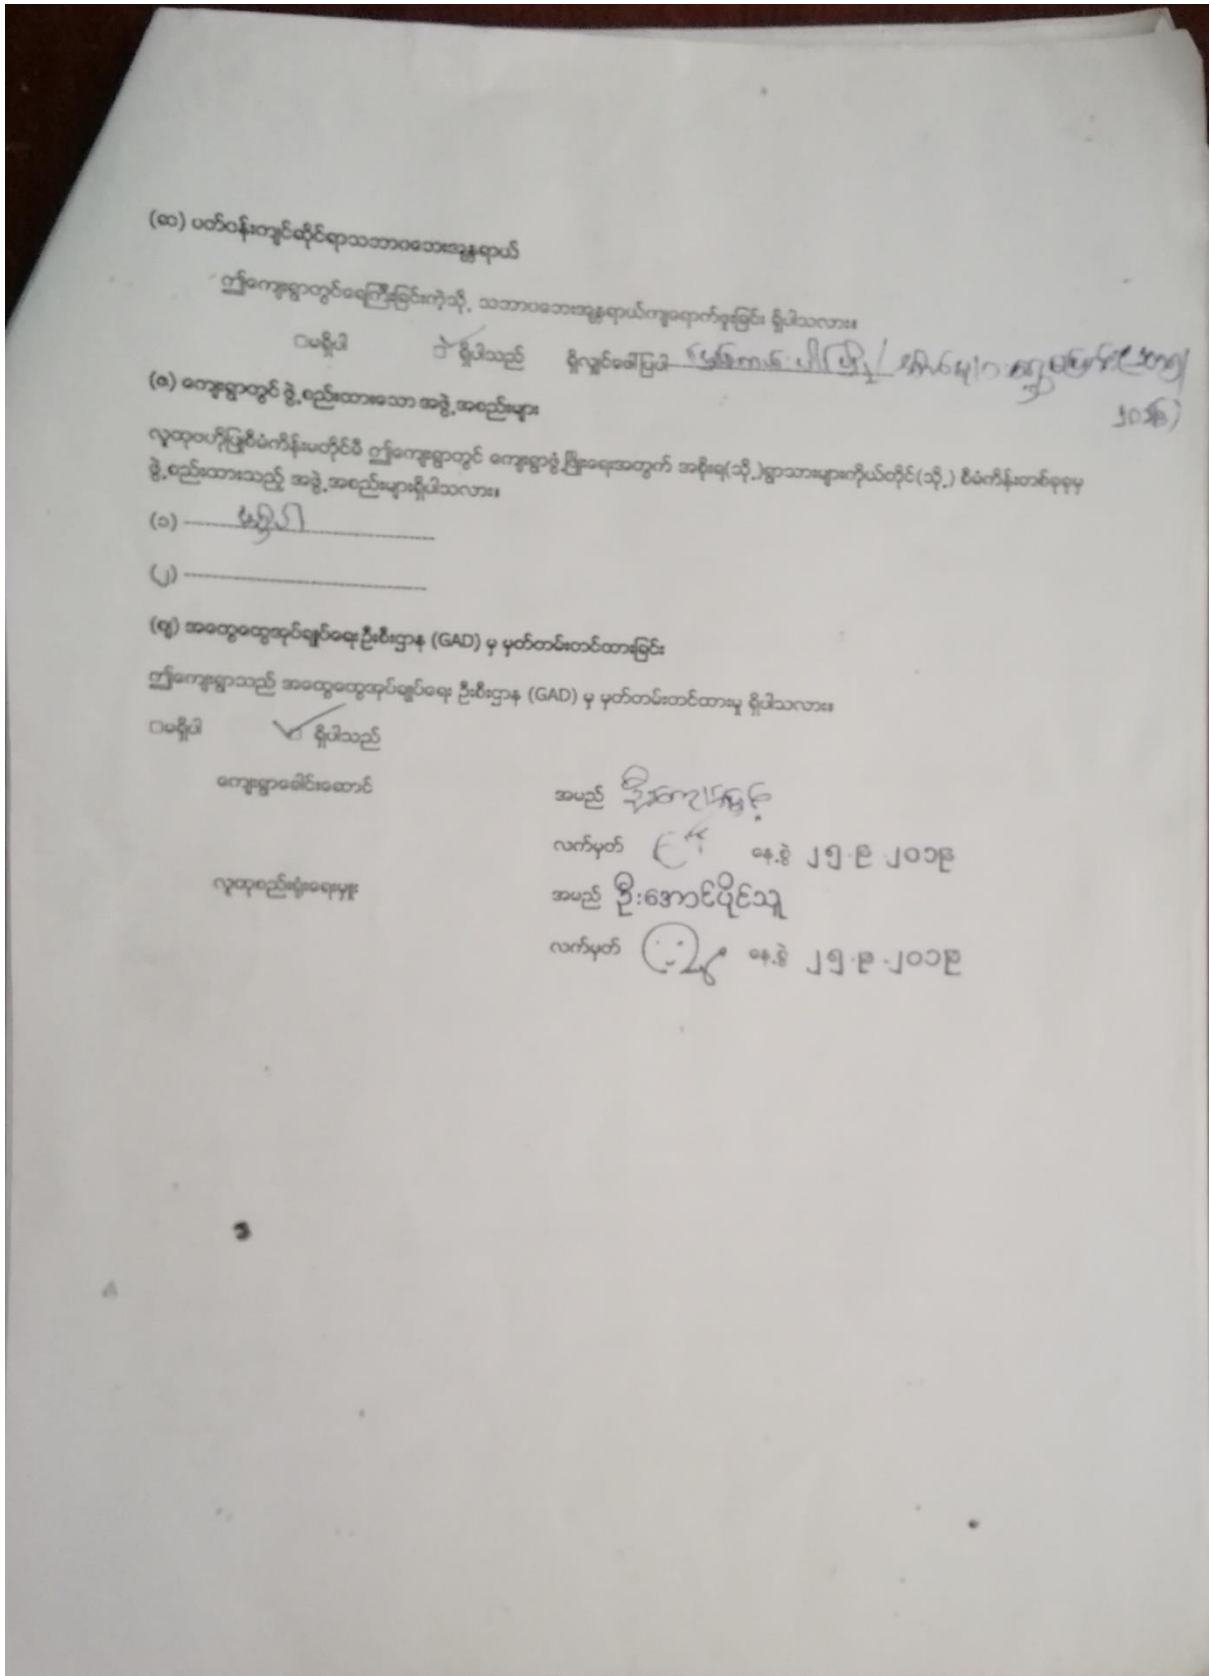 (ဆ) ပတ်ဝန်းကျင်ဆိုင်ရာသဘာဝဘေးအန္တရာယ်
ဤကျေးရွာတွင်ရေကြီးခြင်းကဲ့သို့ သဘာဝဘေးအန္တရာယ်ကျရောက်ဖူးခြင်း ရှိပါသလား။
□မရှိပါ □ ရှိပါသည် ရှိလျှင်ဖော်ပြပါ
(ဇ) ကျေးရွာတွင် ဖွဲ့စည်းထားသော အဖွဲ့အစည်းများ
လူထုဗဟိုပြုစီမံကိန်းမတိုင်မီ ဤကျေးရွာတွင် ကျေးရွာဖွံ့ဖြိုးရေးအတွက် အစိုးရ(သို့)ရွာသားများကိုယ်တိုင်(သို့) စီမံကိန်းတစ်ခုခုမှ
ဖွဲ့စည်းထားသည့် အဖွဲ့အစည်းများရှိပါသလား။
(၁) မရှိပါ
(၂)
(ဈ) အထွေထွေအုပ်ချုပ်ရေးဦးစီးဌာန (GAD) မှ မှတ်တမ်းတင်ထားခြင်း
ဤကျေးရွာသည် အထွေထွေအုပ်ချုပ်ရေး ဦးစီးဌာန (GAD) မှ မှတ်တမ်းတင်ထားမှု ရှိပါသလား။
□မရှိပါ □ ရှိပါသည်
ကျေးရွာခေါင်းဆောင် အမည်
လက်မှတ် နေ့စွဲ ၂၅.၉.၂၀၁၉
လူထုစည်းရုံးရေးမှူး အမည် ဦးအောင်ပိုင်သူ
လက်မှတ် နေ့စွဲ ၂၅.၉.၂၀၁၉